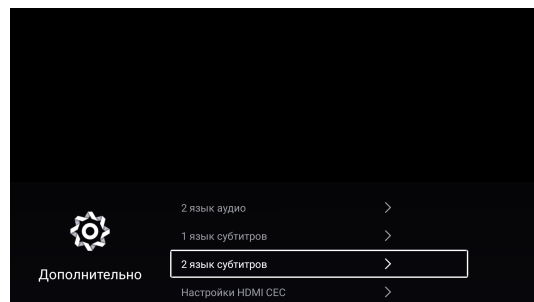 2 язык аудио
1 язык субтитров
2 язык субтитров
Дополнительно
Настройки HDMI CEC